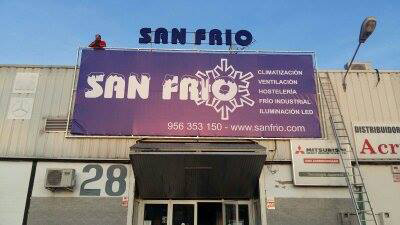 SAN FRIO
SAN FRIO
CLIMATIZACIÓN
VENTILACIÓN
HOSTELERÍA
FRÍO INDUSTRIAL
ILUMINACIÓN LED
956 353 150 - www.sanfrio.com
28
MITSUBISHI
DISTRIBUIDOR
Acr